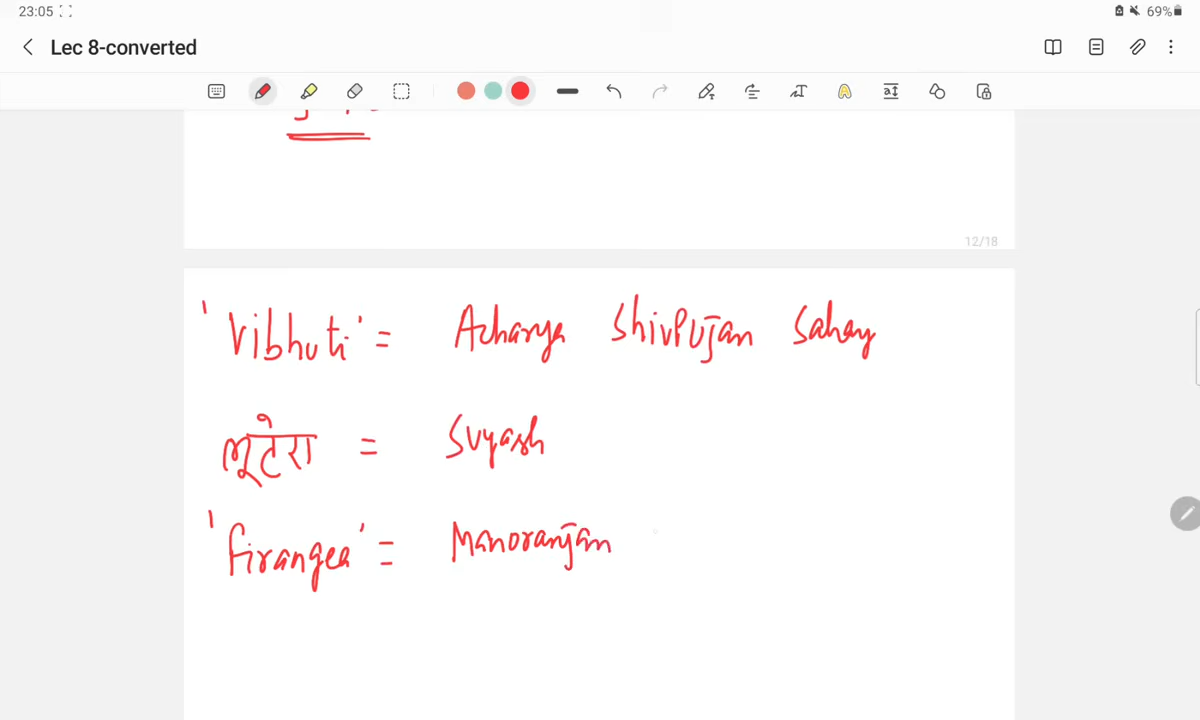 23:05
69%
Lec 8-converted
12/18
'Vibhuti' = Acharya ShivPujan Sahay
लूटेरा = Suyash
'Firangea' = Manoranjan